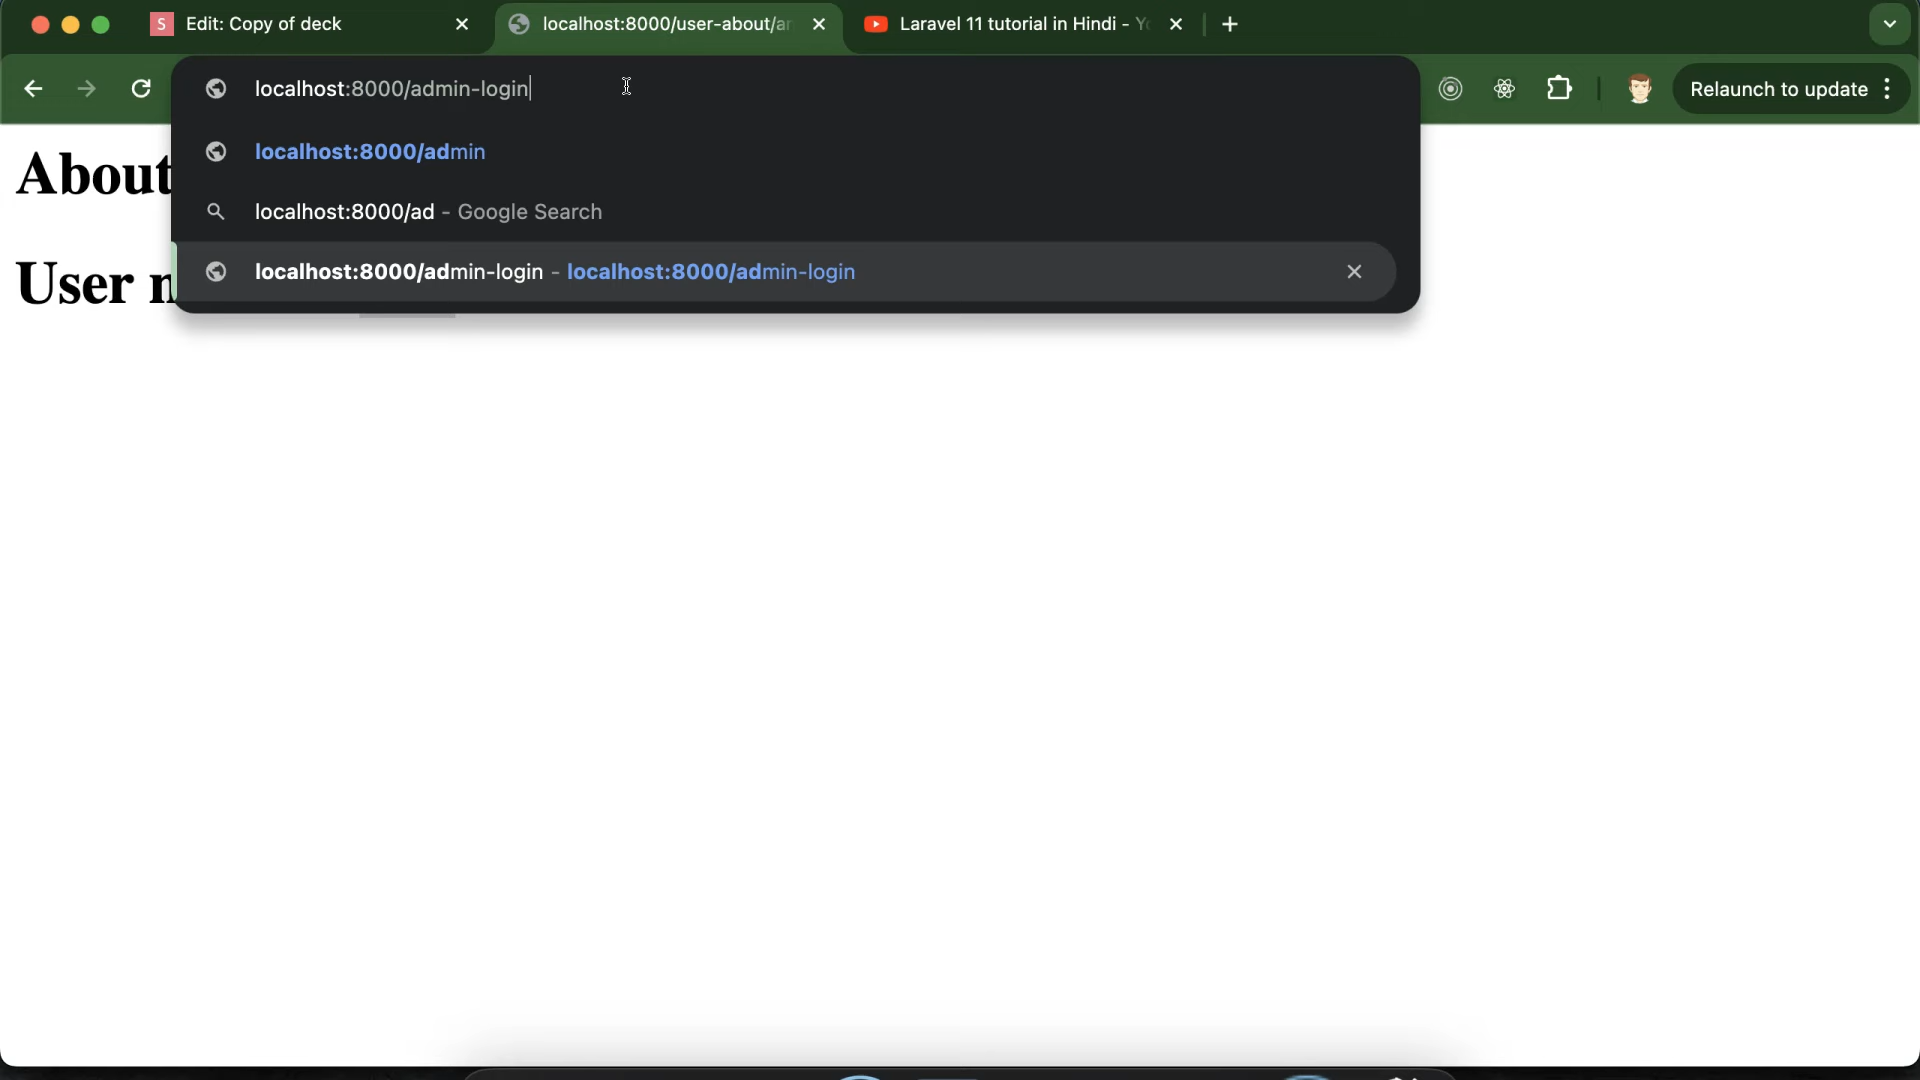 S Edit: Copy of deck
localhost:8000/user-about/
Laravel 11 tutorial in Hindi -
localhost:8000/admin-login
Relaunch to update
localhost:8000/admin
localhost:8000/ad - Google Search
localhost:8000/admin-login - localhost:8000/admin-login
About
User